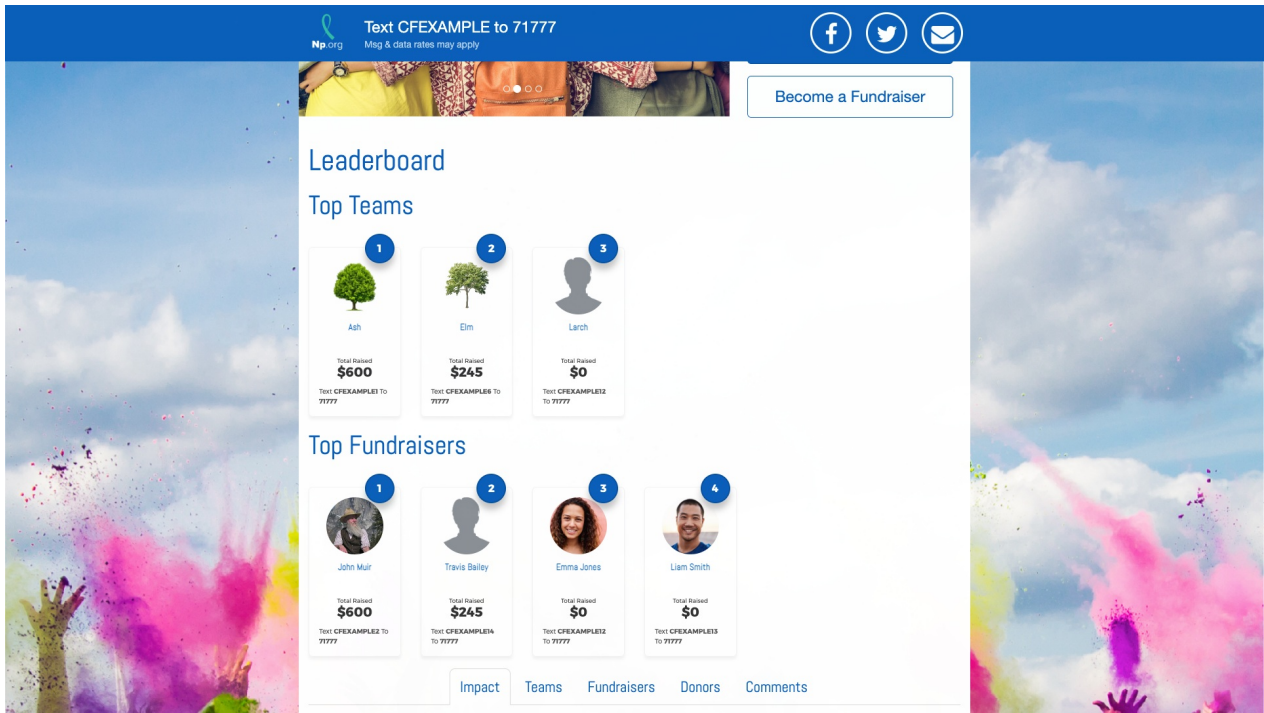 Np.org
Text CFEXAMPLE to 71777
Msg & data rates may apply
Become a Fundraiser
Leaderboard
Top Teams
1
2
3
Ash
Elm
Larch
Total Raised
Total Raised
Total Raised
$600
$245
$0
Text CFEXAMPLE1 To
71777
Text CFEXAMPLE6 To
71777
Text CFEXAMPLE12
To 71777
Top Fundraisers
1
2
3
4
John Muir
Travis Bailey
Emma Jones
Liam Smith
Total Raised
Total Raised
Total Raised
Total Raised
$600
$245
$0
$0
Text CFEXAMPLE2 To
71777
Text CFEXAMPLE14
To 71777
Text CFEXAMPLE12
To 71777
Text CFEXAMPLE13
To 71777
Impact
Teams
Fundraisers
Donors
Comments